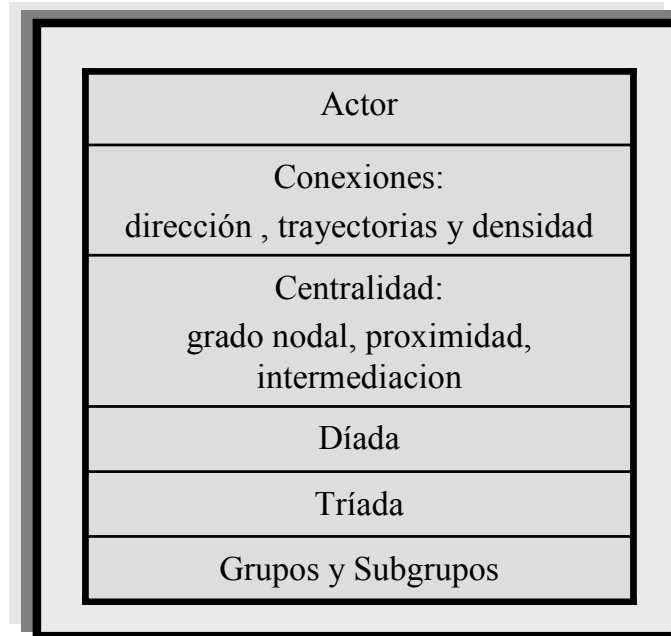 Actor
Conexiones:
dirección , trayectorias y densidad
Centralidad:
grado nodal, proximidad,
intermediacion
Díada
Tríada
Grupos y Subgrupos